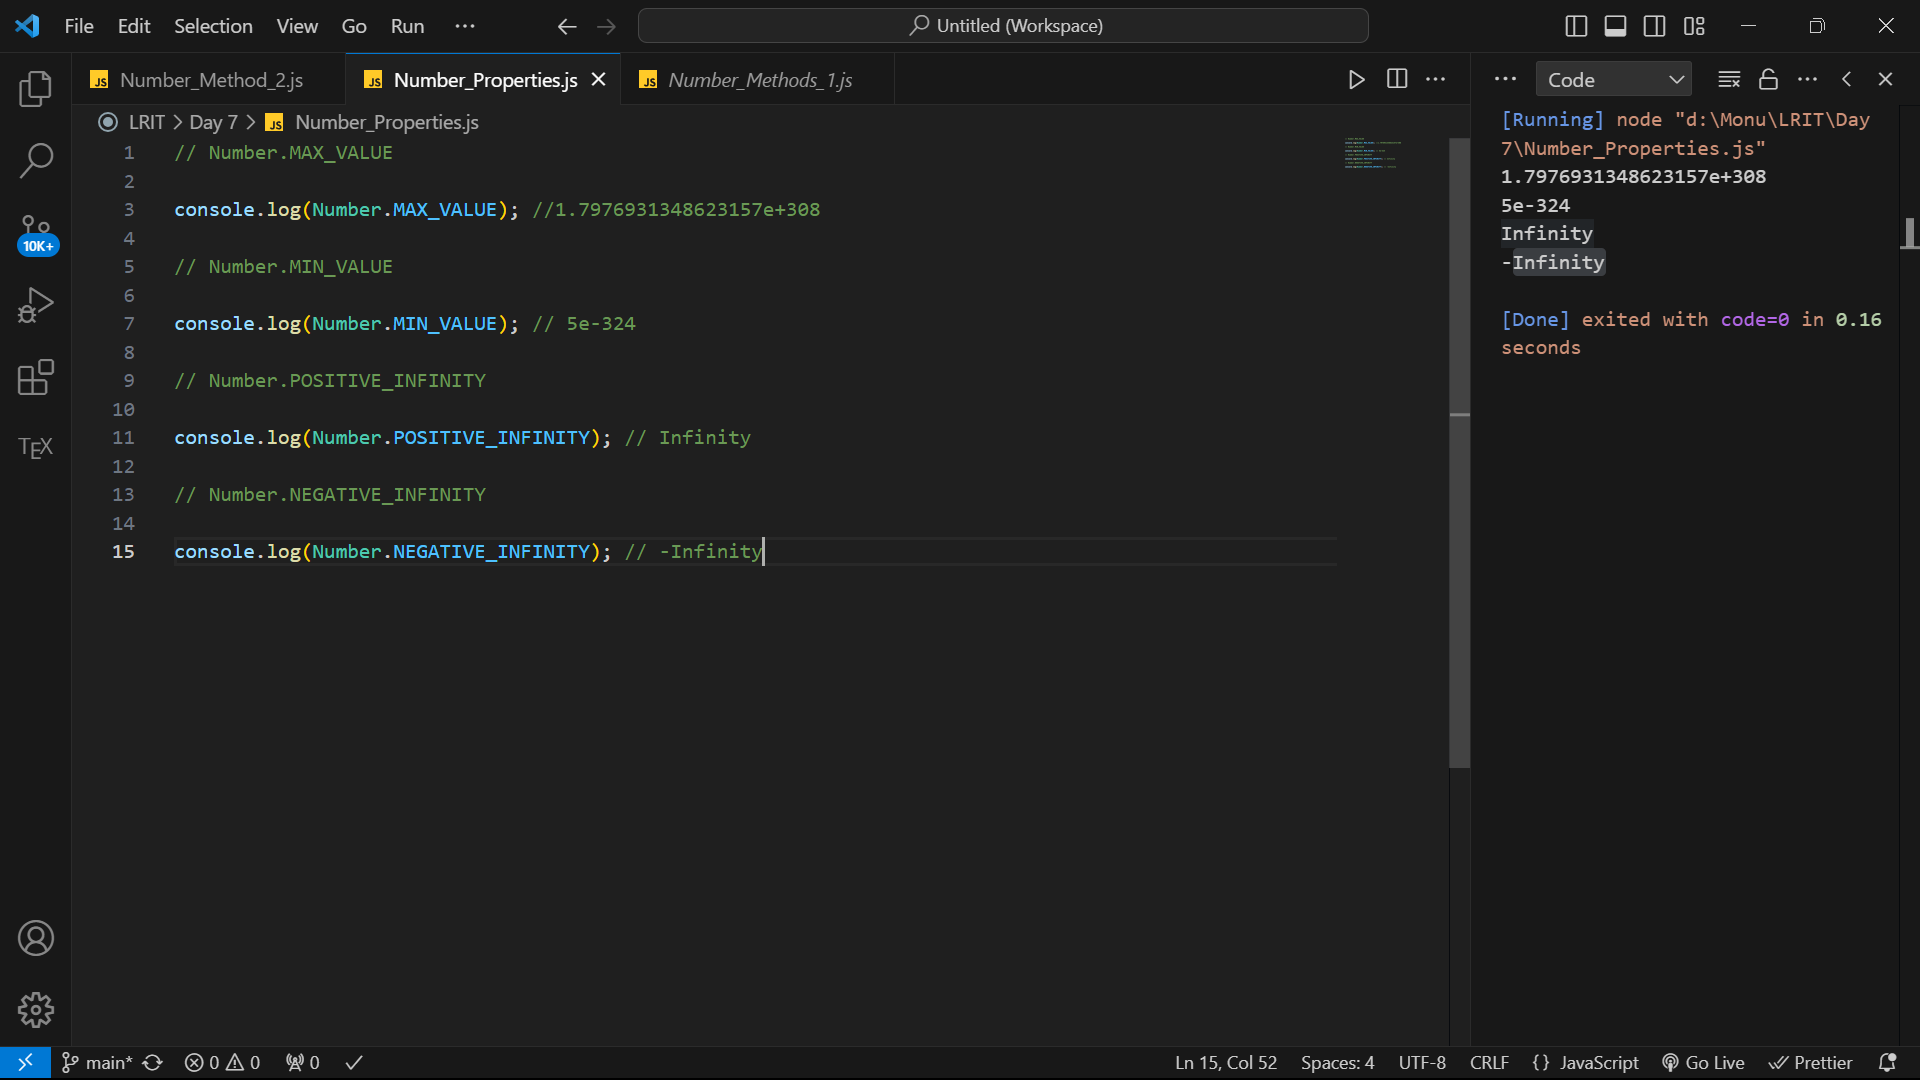 File Edit Selection View Go Run ··· Untitled (Workspace)
Number_Method_2.js Number_Properties.js Number_Methods_1.js
LRIT > Day 7 > JS Number_Properties.js
1 // Number.MAX_VALUE
2
3 console.log(Number.MAX_VALUE); //1.7976931348623157e+308
4
5 // Number.MIN_VALUE
6
7 console.log(Number.MIN_VALUE); // 5e-324
8
9 // Number.POSITIVE_INFINITY
10
11 console.log(Number.POSITIVE_INFINITY); // Infinity
12
13 // Number.NEGATIVE_INFINITY
14
15 console.log(Number.NEGATIVE_INFINITY); // -Infinity
10K+
TEX
Code
[Running] node "d:\Monu\LRIT\Day
7\Number_Properties.js"
1.7976931348623157e+308
5e-324
Infinity
-Infinity
[Done] exited with code=0 in 0.16
seconds
main* 0 0 0 Ln 15, Col 52 Spaces: 4 UTF-8 CRLF {} JavaScript Go Live Prettier